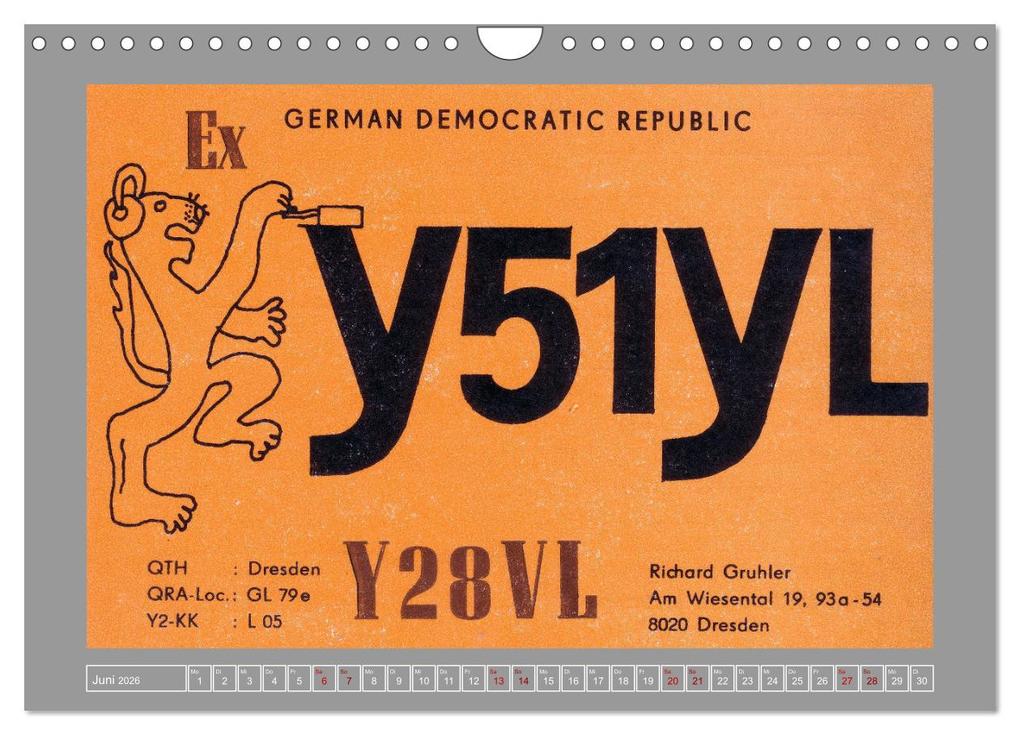 Ex GERMAN DEMOCRATIC REPUBLIC
Y51YL
Y28VL
QTH : Dresden
QRA-Loc.: GL 79e
Y2-KK : L 05
Richard Gruhler
Am Wiesental 19, 93a-54
8020 Dresden
Juni 2026
Mo Di Mi Do Fr Sa So Mo Di Mi Do Fr Sa So Mo Di Mi Do Fr Sa So Mo Di Mi Do Fr Sa So Mo Di
1 2 3 4 5 6 7 8 9 10 11 12 13 14 15 16 17 18 19 20 21 22 23 24 25 26 27 28 29 30